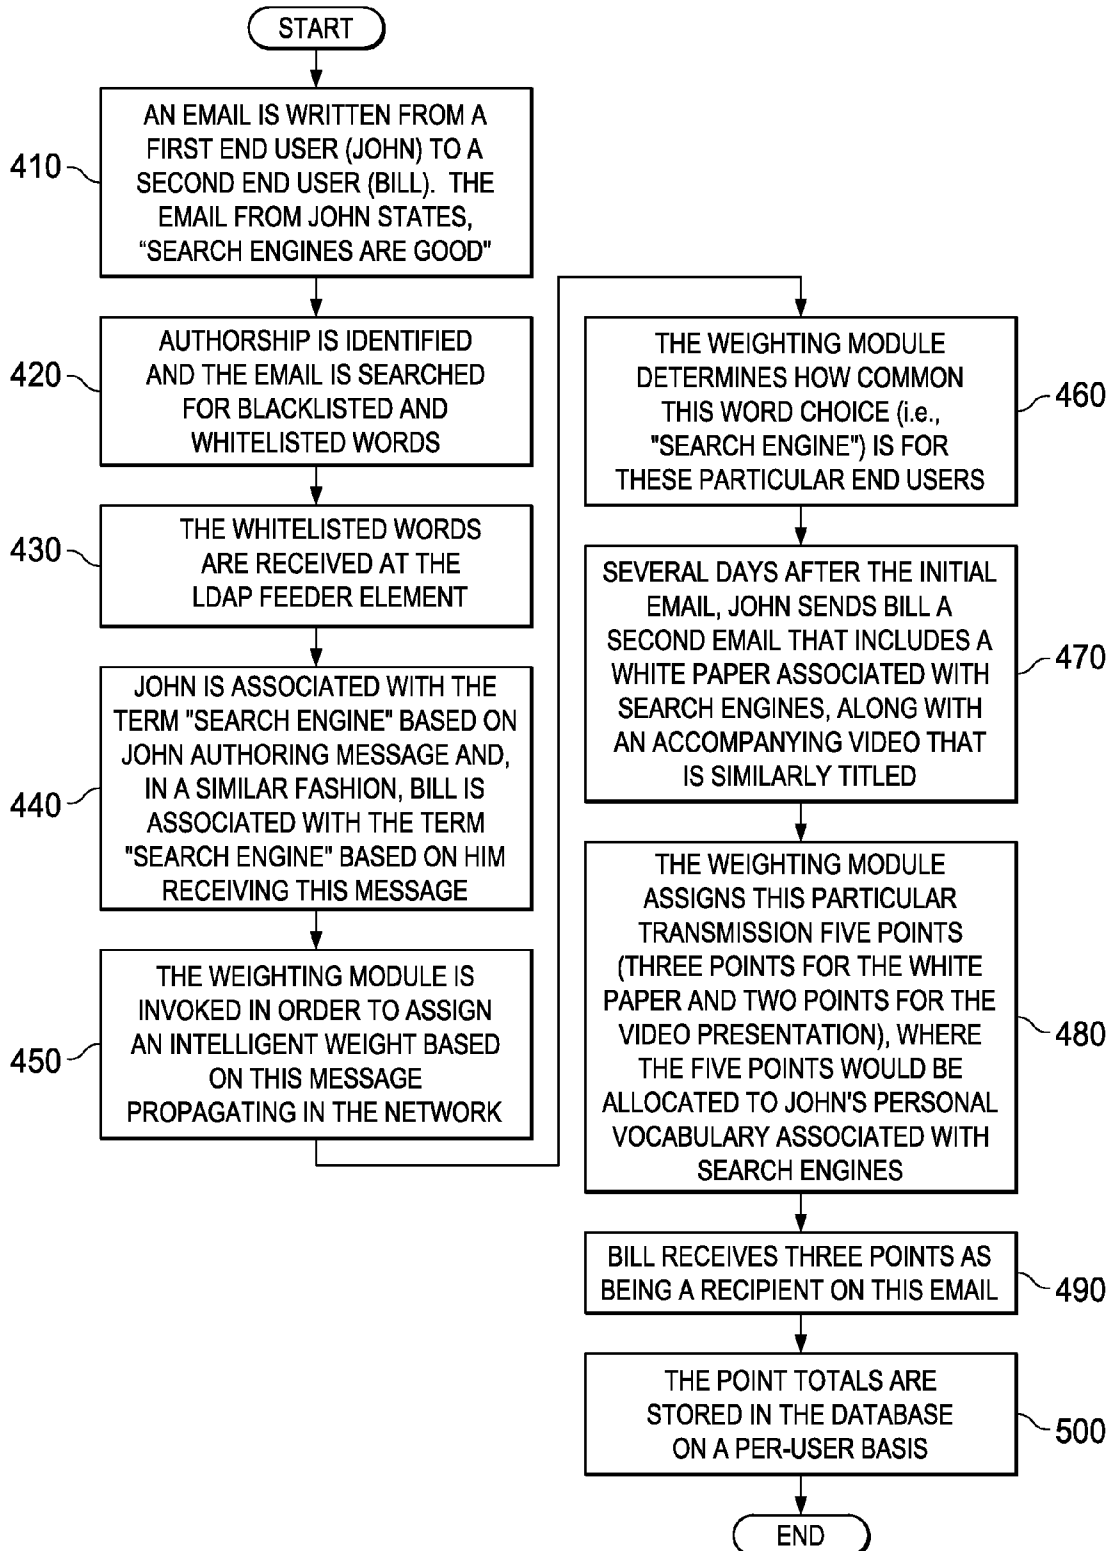 START
410
AN EMAIL IS WRITTEN FROM A
FIRST END USER (JOHN) TO A
SECOND END USER (BILL). THE
EMAIL FROM JOHN STATES,
“SEARCH ENGINES ARE GOOD"
420
AUTHORSHIP IS IDENTIFIED
AND THE EMAIL IS SEARCHED
FOR BLACKLISTED AND
WHITELISTED WORDS
430
THE WHITELISTED WORDS
ARE RECEIVED AT THE
LDAP FEEDER ELEMENT
440
JOHN IS ASSOCIATED WITH THE
TERM "SEARCH ENGINE" BASED ON
JOHN AUTHORING MESSAGE AND,
IN A SIMILAR FASHION, BILL IS
ASSOCIATED WITH THE TERM
"SEARCH ENGINE" BASED ON HIM
RECEIVING THIS MESSAGE
450
THE WEIGHTING MODULE IS
INVOKED IN ORDER TO ASSIGN
AN INTELLIGENT WEIGHT BASED
ON THIS MESSAGE
PROPAGATING IN THE NETWORK
THE WEIGHTING MODULE
DETERMINES HOW COMMON
THIS WORD CHOICE (i.e.,
"SEARCH ENGINE") IS FOR
THESE PARTICULAR END USERS
460
SEVERAL DAYS AFTER THE INITIAL
EMAIL, JOHN SENDS BILL A
SECOND EMAIL THAT INCLUDES A
WHITE PAPER ASSOCIATED WITH
SEARCH ENGINES, ALONG WITH
AN ACCOMPANYING VIDEO THAT
IS SIMILARLY TITLED
470
THE WEIGHTING MODULE
ASSIGNS THIS PARTICULAR
TRANSMISSION FIVE POINTS
(THREE POINTS FOR THE WHITE
PAPER AND TWO POINTS FOR THE
VIDEO PRESENTATION), WHERE
THE FIVE POINTS WOULD BE
ALLOCATED TO JOHN'S PERSONAL
VOCABULARY ASSOCIATED WITH
SEARCH ENGINES
480
BILL RECEIVES THREE POINTS AS
BEING A RECIPIENT ON THIS EMAIL
490
THE POINT TOTALS ARE
STORED IN THE DATABASE
ON A PER-USER BASIS
500
END